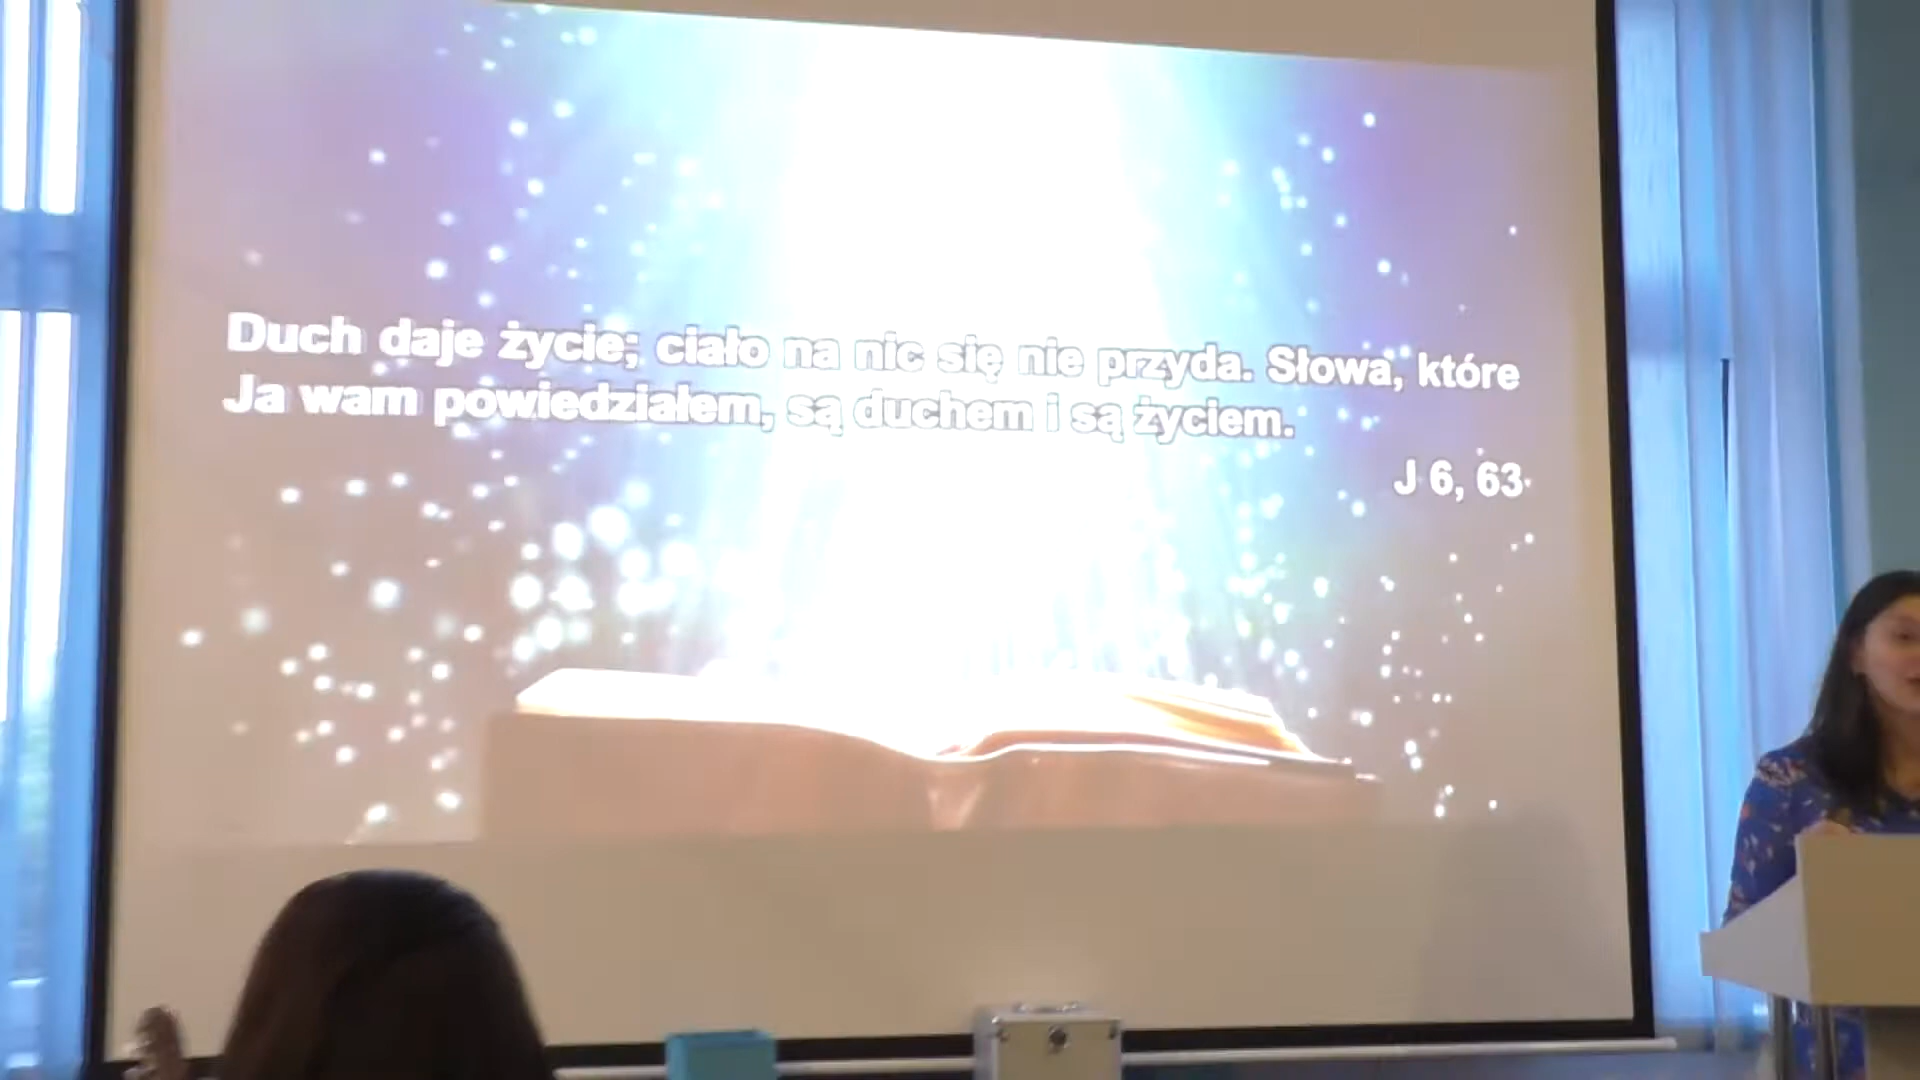 Duch daje życie; ciało na nic się nie przyda. Słowa, które
Ja wam powiedziałem, są duchem i są życiem.
J 6, 63